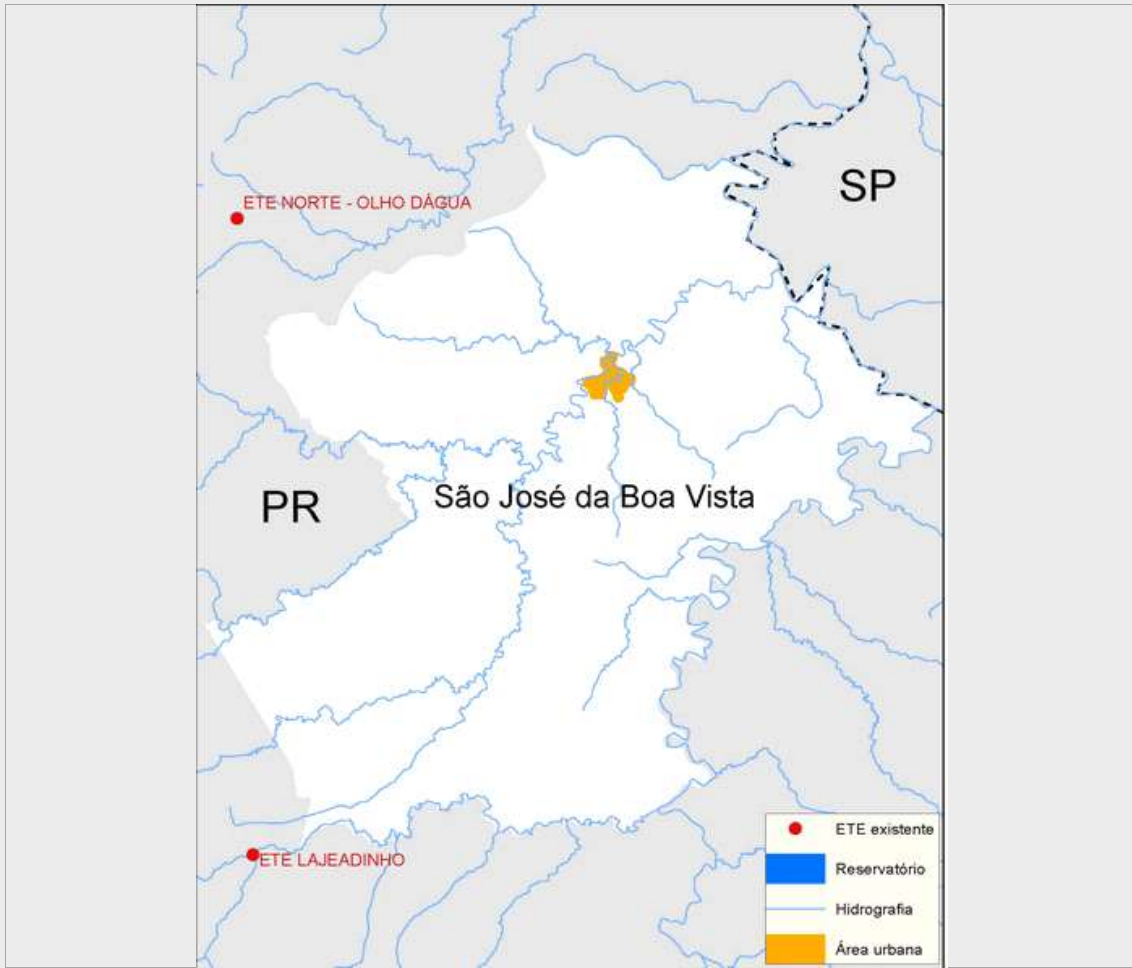 SP
ETE NORTE - OLHO DÁGUA
PR
São José da Boa Vista
ETE LAJEADINHO
ETE existente
Reservatório
Hidrografia
Área urbana